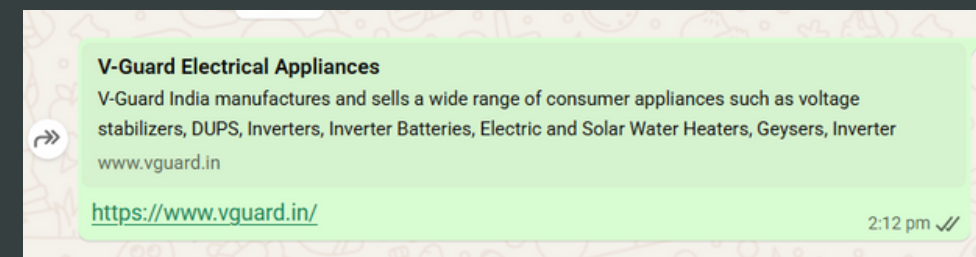 V-Guard Electrical Appliances
V-Guard India manufactures and sells a wide range of consumer appliances such as voltage
stabilizers, DUPS, Inverters, Inverter Batteries, Electric and Solar Water Heaters, Geysers, Inverter
www.vguard.in
https://www.vguard.in/
2:12 pm